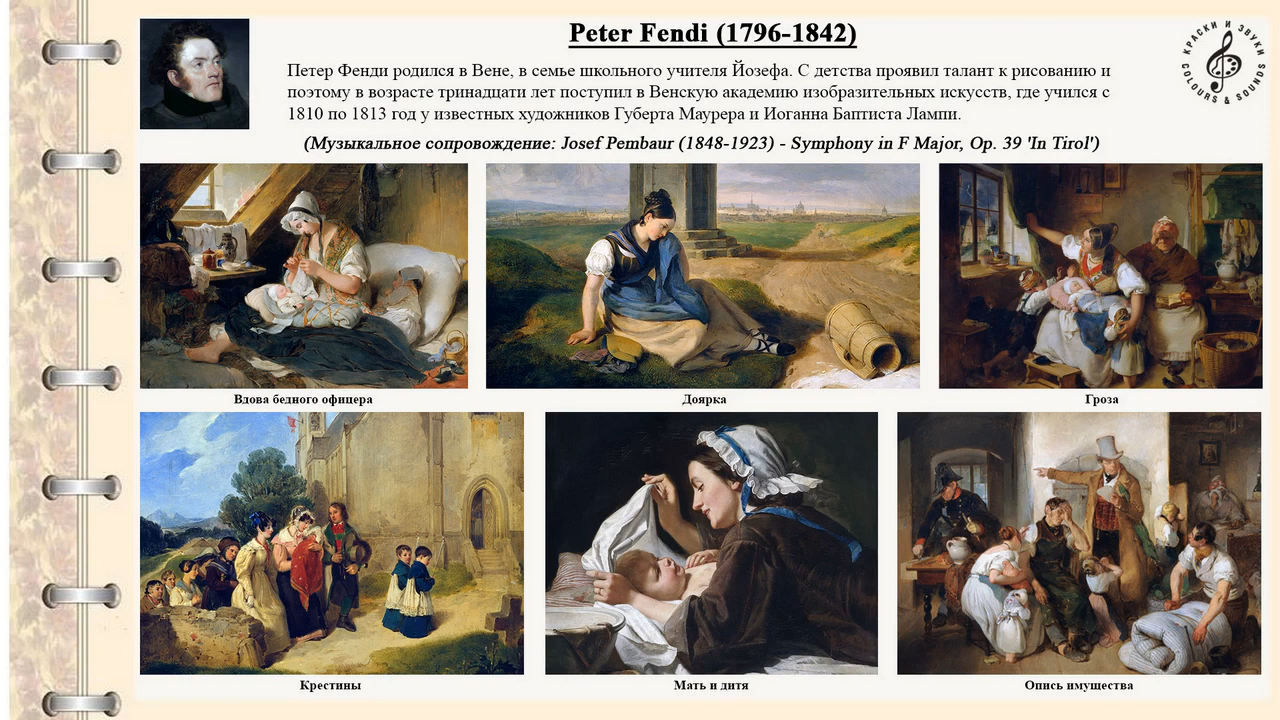 Peter Fendi (1796-1842)
КРАСКИ И ЗВУКИ
COLOURS & SOUNDS
Петер Фенди родился в Вене, в семье школьного учителя Йозефа. С детства проявил талант к рисованию и
поэтому в возрасте тринадцати лет поступил в Венскую академию изобразительных искусств, где учился с
1810 по 1813 год у известных художников Губерта Маурера и Иоганна Баптиста Лампи.
(Музыкальное сопровождение: Josef Pembaur (1848-1923) - Symphony in F Major, Op. 39 'In Tirol')
Вдова бедного офицера
Доярка
Гроза
Крестины
Мать и дитя
Опись имущества